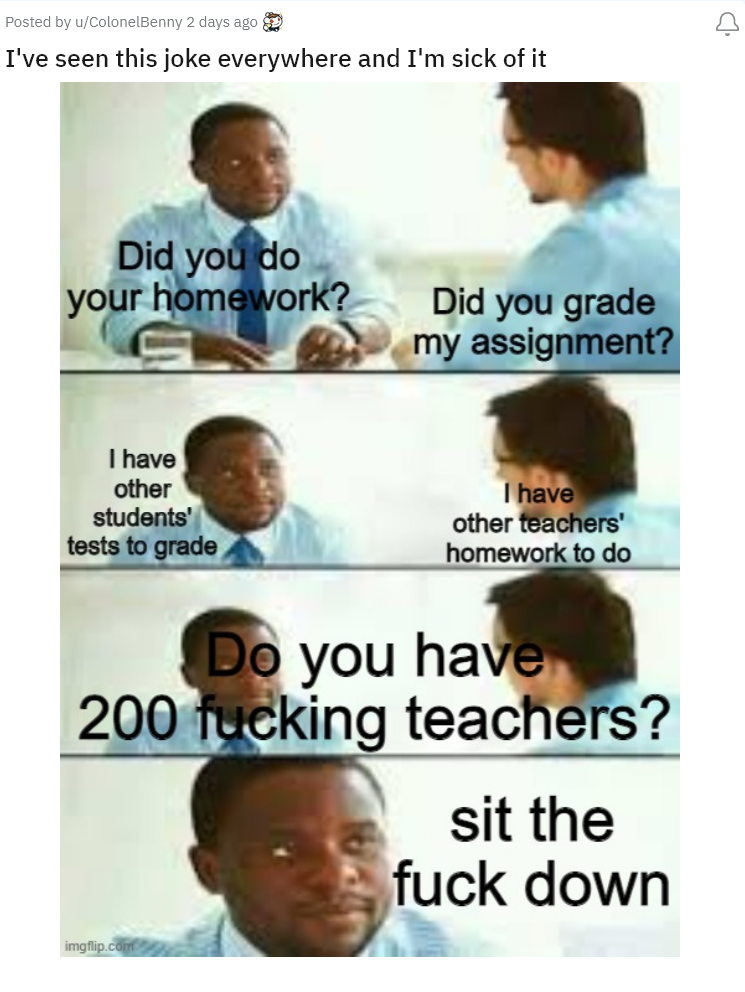 Posted by u/ColonelBenny 2 days ago
I've seen this joke everywhere and I'm sick of it
Did you do
your homework?
Did you grade
my assignment?
I have
other
students'
tests to grade
I have
other teachers'
homework to do
Do you have
200 fucking teachers?
sit the
fuck down
imgflip.com